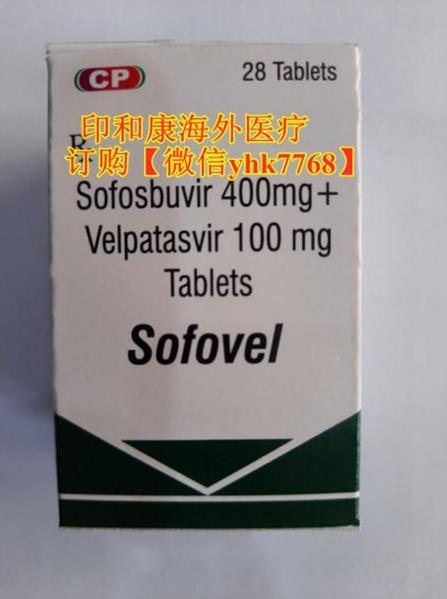 CP
28 Tablets
印和康海外医疗
R
订购【微信yhk7768】
Sofosbuvir 400mg+
Velpatasvir 100 mg
Tablets
Sofovel